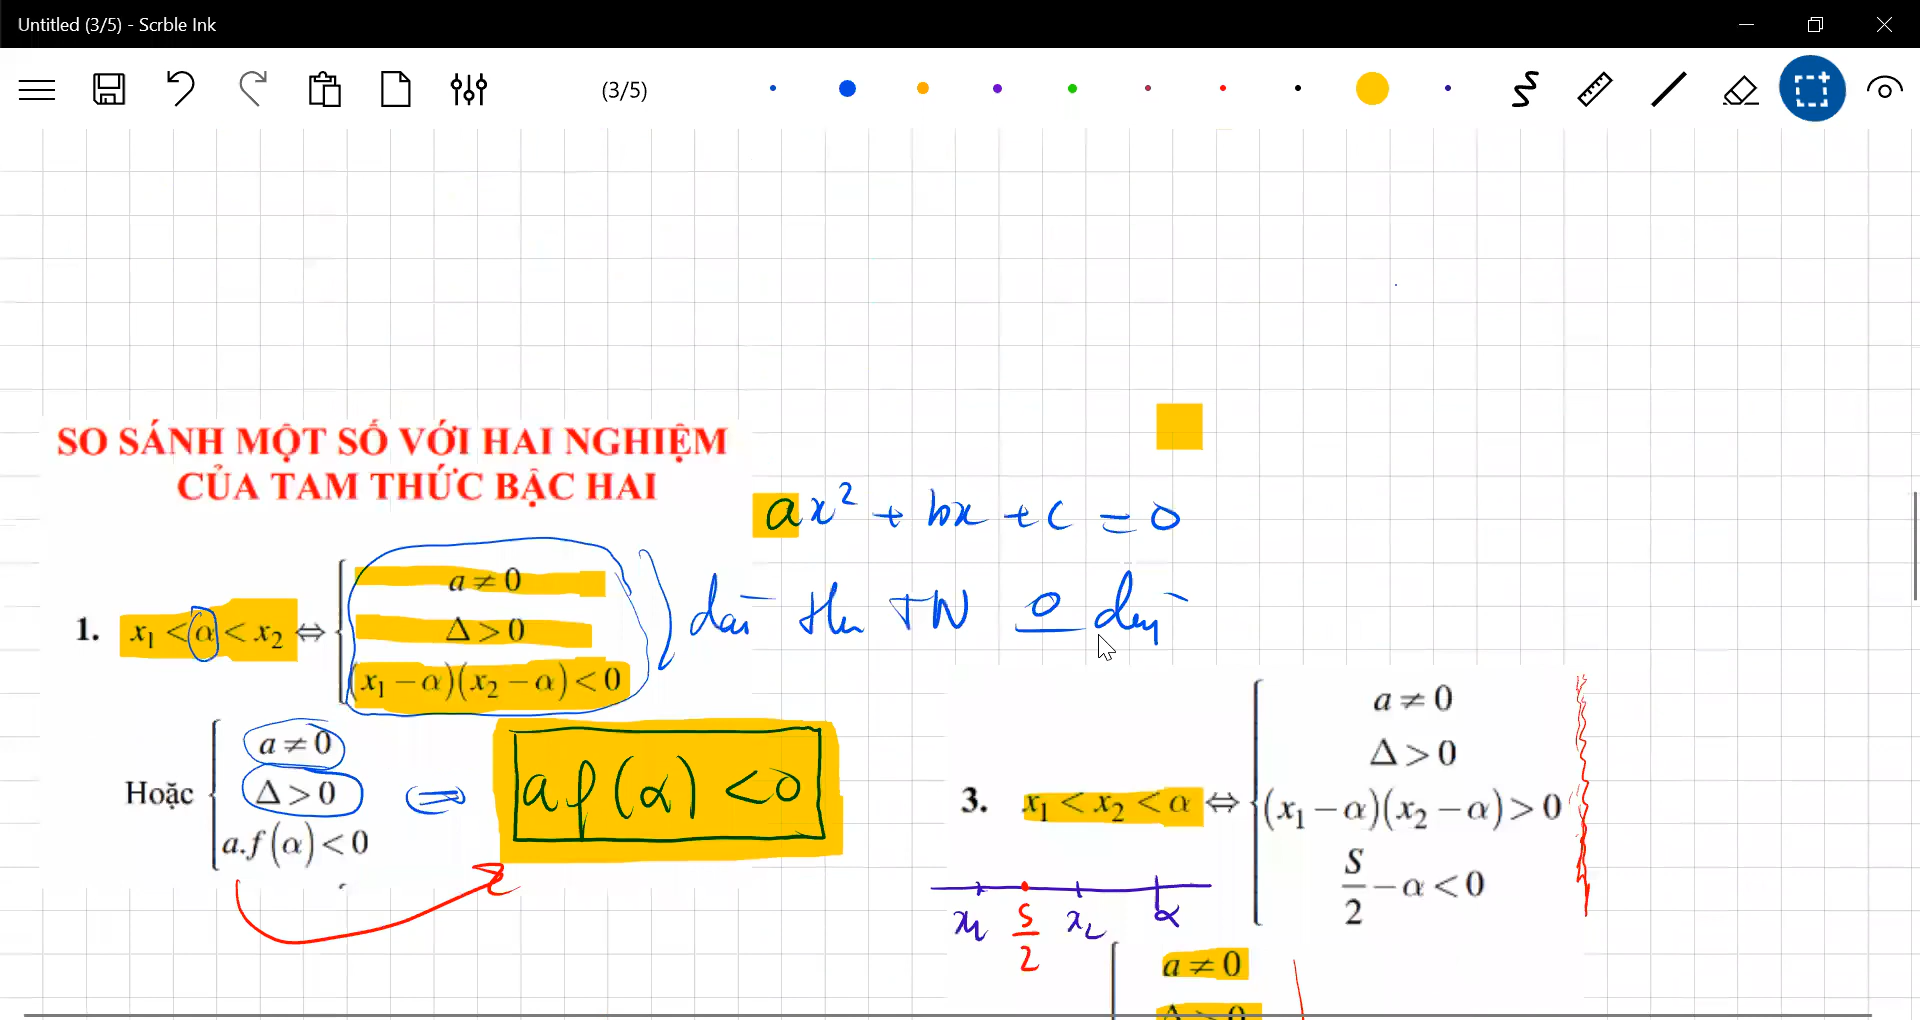 Untitled (3/5) - Scrble Ink
(3/5)
SO SÁNH MỘT SỐ VỚI HAI NGHIỆM
CỦA TAM THỨC BẬC HAI
ax² + bx + c = 0
1. x₁ < α < x₂ ⇔
a ≠ 0
Δ > 0
(x₁ − α)(x₂ − α) < 0
TN
Hoặc
a ≠ 0
Δ > 0
a.f(α) < 0
⇔ a f(α) < 0
3. x₁ < x₂ < α ⇔
a ≠ 0
Δ > 0
(x₁ − α)(x₂ − α) > 0
S/2 − α < 0
x₁ S/2 x₂ α
a ≠ 0
Δ > 0